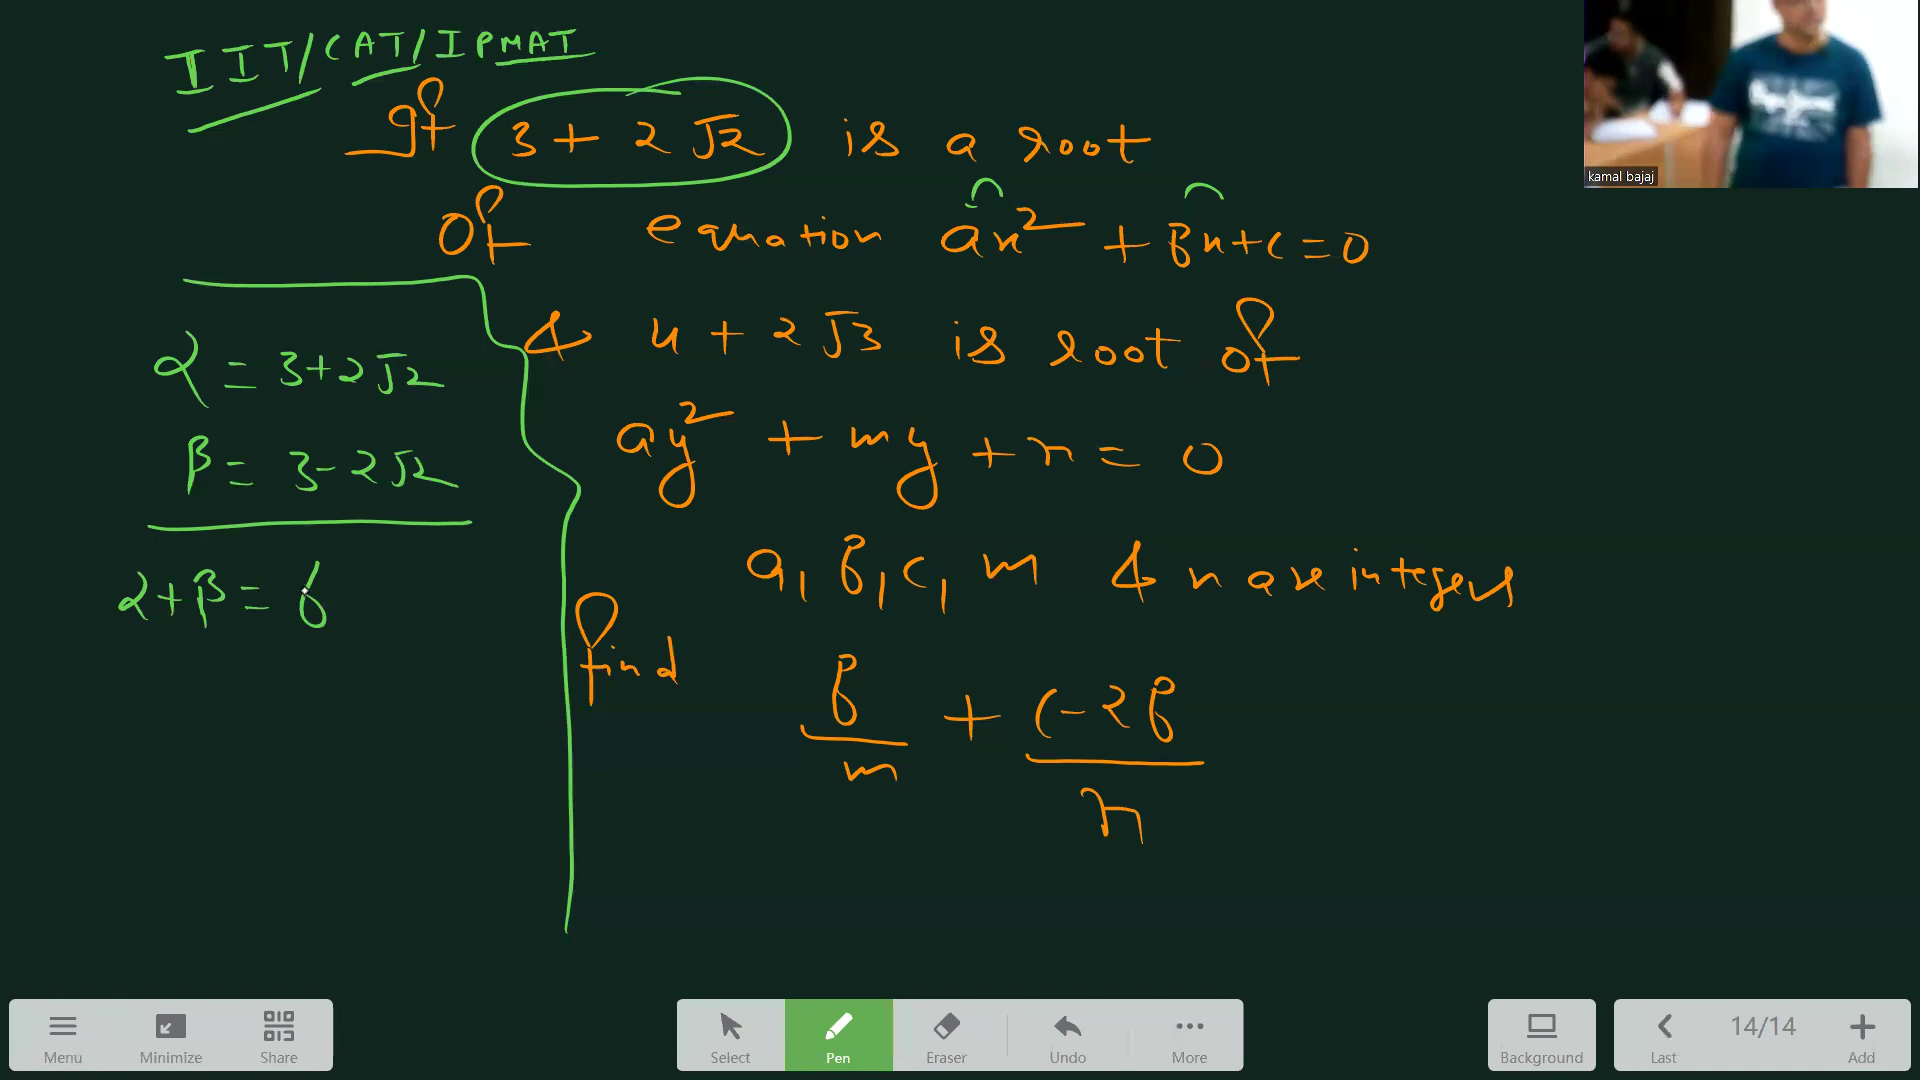 IIT/CAT/IPMAT
If 3 + 2√2 is a root
of equation ax² + bx + c = 0
& 4 + 2√3 is root of
ay² + my + n = 0
a, b, c, m & n are integers
find b/m + (c-2b)/n
α = 3+2√2
β = 3-2√2
α+β = 6
kamal bajaj
Menu Minimize Share Select Pen Eraser Undo More Background Last 14/14 Add